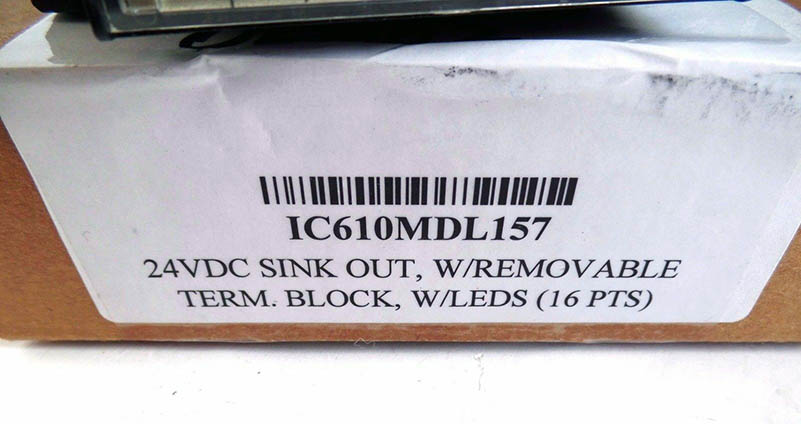 IC610MDL157
24VDC SINK OUT, W/REMOVABLE
TERM. BLOCK, W/LEDS (16 PTS)